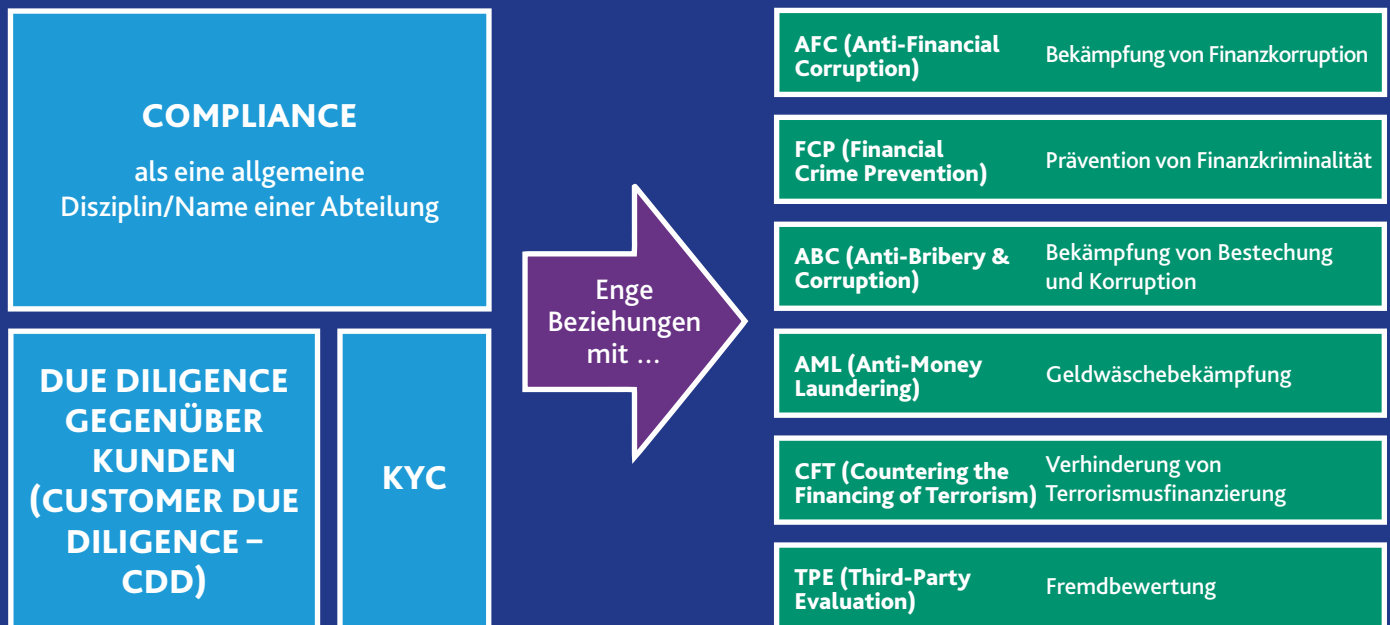 COMPLIANCE
als eine allgemeine
Disziplin/Name einer Abteilung
DUE DILIGENCE
GEGENÜBER
KUNDEN
(CUSTOMER DUE
DILIGENCE –
CDD)
KYC
Enge
Beziehungen
mit ...
AFC (Anti-Financial
Corruption)
Bekämpfung von Finanzkorruption
FCP (Financial
Crime Prevention)
Prävention von Finanzkriminalität
ABC (Anti-Bribery &
Corruption)
Bekämpfung von Bestechung
und Korruption
AML (Anti-Money
Laundering)
Geldwäschebekämpfung
CFT (Countering the
Financing of Terrorism)
Verhinderung von
Terrorismusfinanzierung
TPE (Third-Party
Evaluation)
Fremdbewertung